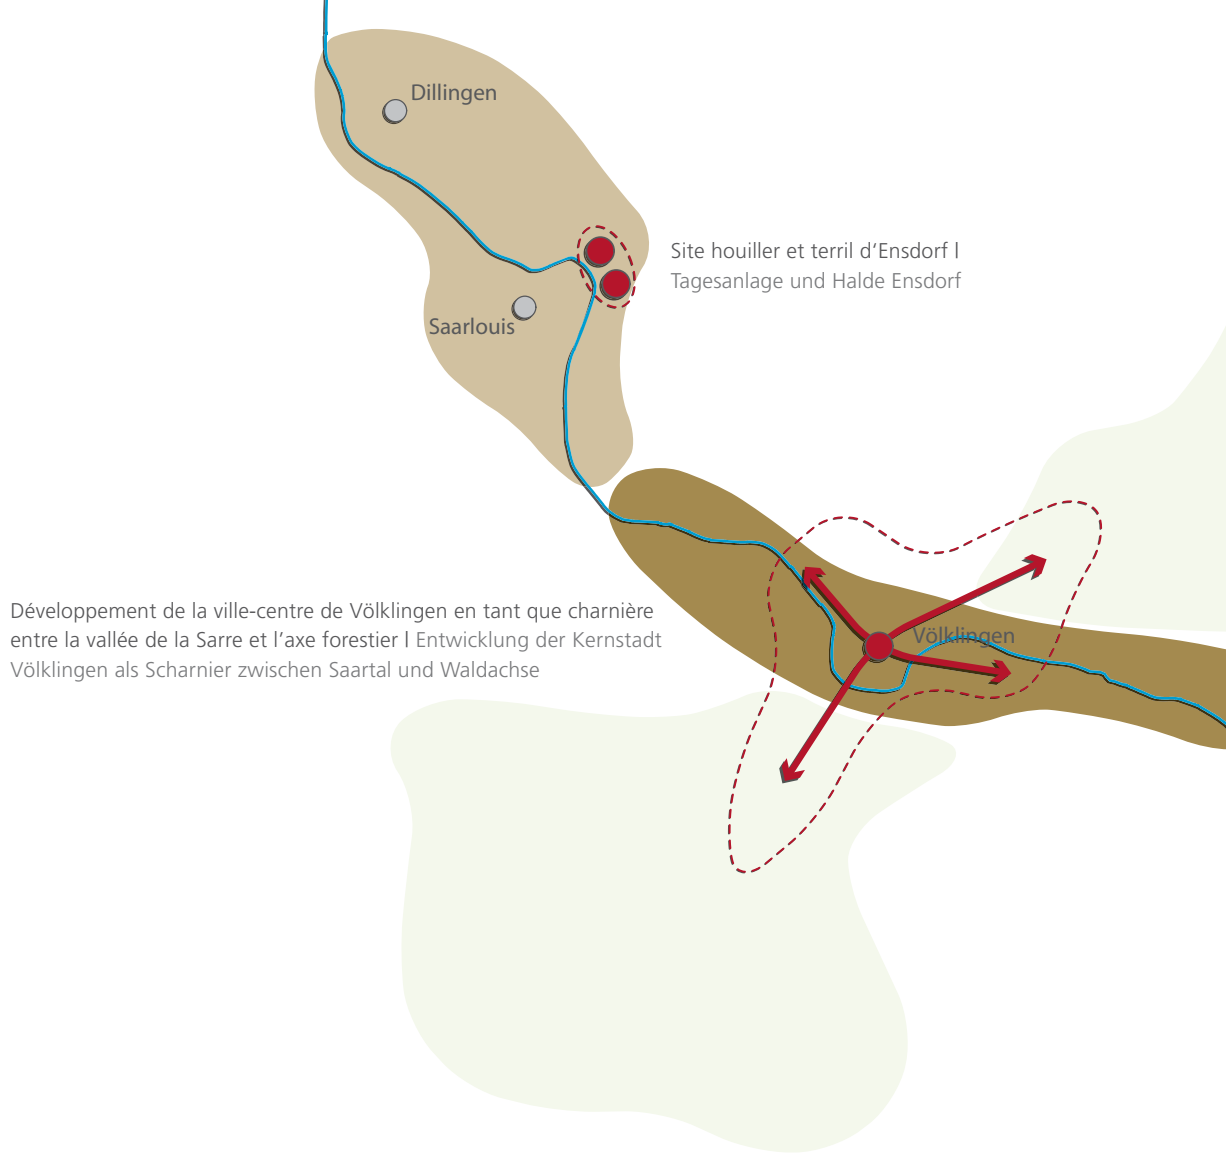 Dillingen
Site houiller et terril d‘Ensdorf l
Tagesanlage und Halde Ensdorf
Saarlouis
Développement de la ville-centre de Völklingen en tant que charnière
entre la vallée de la Sarre et l‘axe forestier l Entwicklung der Kernstadt
Völklingen als Scharnier zwischen Saartal und Waldachse
Völklingen